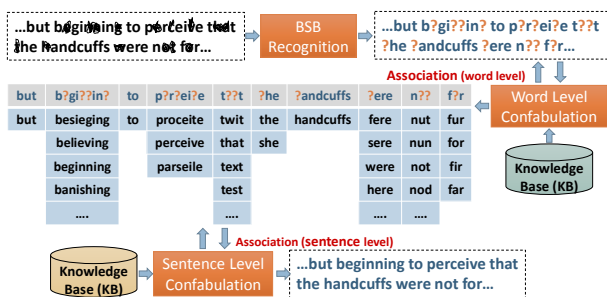 ...but beginning to perceive that
the handcuffs were not for...
BSB
Recognition
...but b?gi??in? to p?r?ei?e t??t
?he ?andcuffs ?ere n?? f?r...
Association (word level)
but b?gi??in? to p?r?ei?e t??t ?he ?andcuffs ?ere n?? f?r
but besieging to proceite twit the handcuffs fere nut fur
believing perceive that she sere nun for
beginning parseile text were not fir
banishing test here nod far
.... .... .... ....
Word Level
Confabulation
Knowledge
Base (KB)
Association (sentence level)
Knowledge
Base (KB)
Sentence Level
Confabulation
...but beginning to perceive that
the handcuffs were not for...